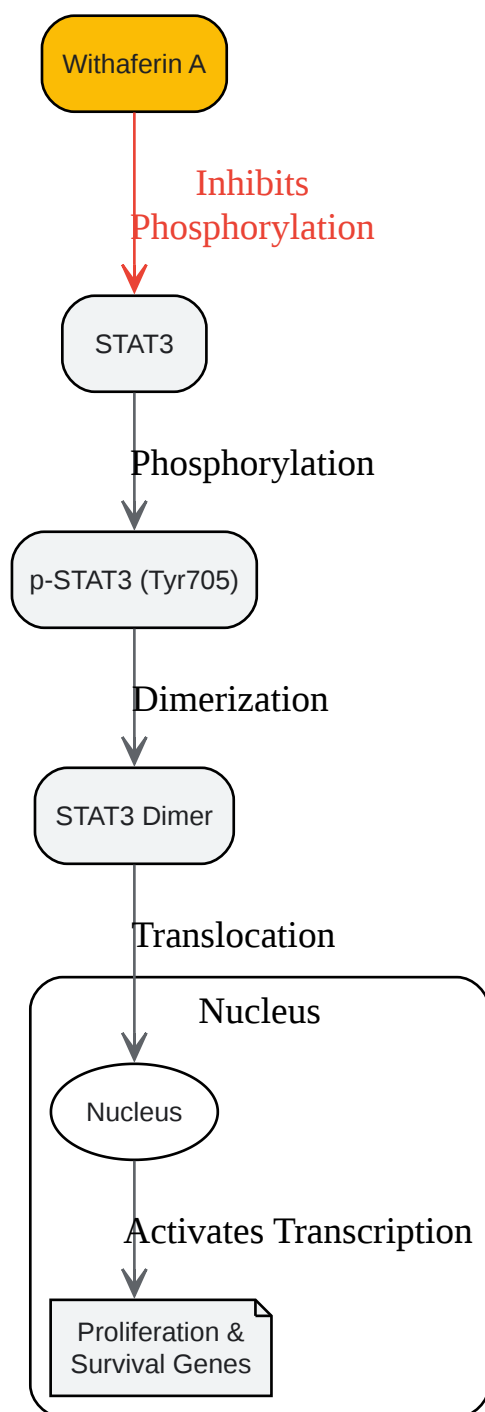 Withaferin A
Inhibits
Phosphorylation
STAT3
Phosphorylation
p-STAT3 (Tyr705)
Dimerization
STAT3 Dimer
Translocation
Nucleus
Nucleus
Activates Transcription
Proliferation &
Survival Genes